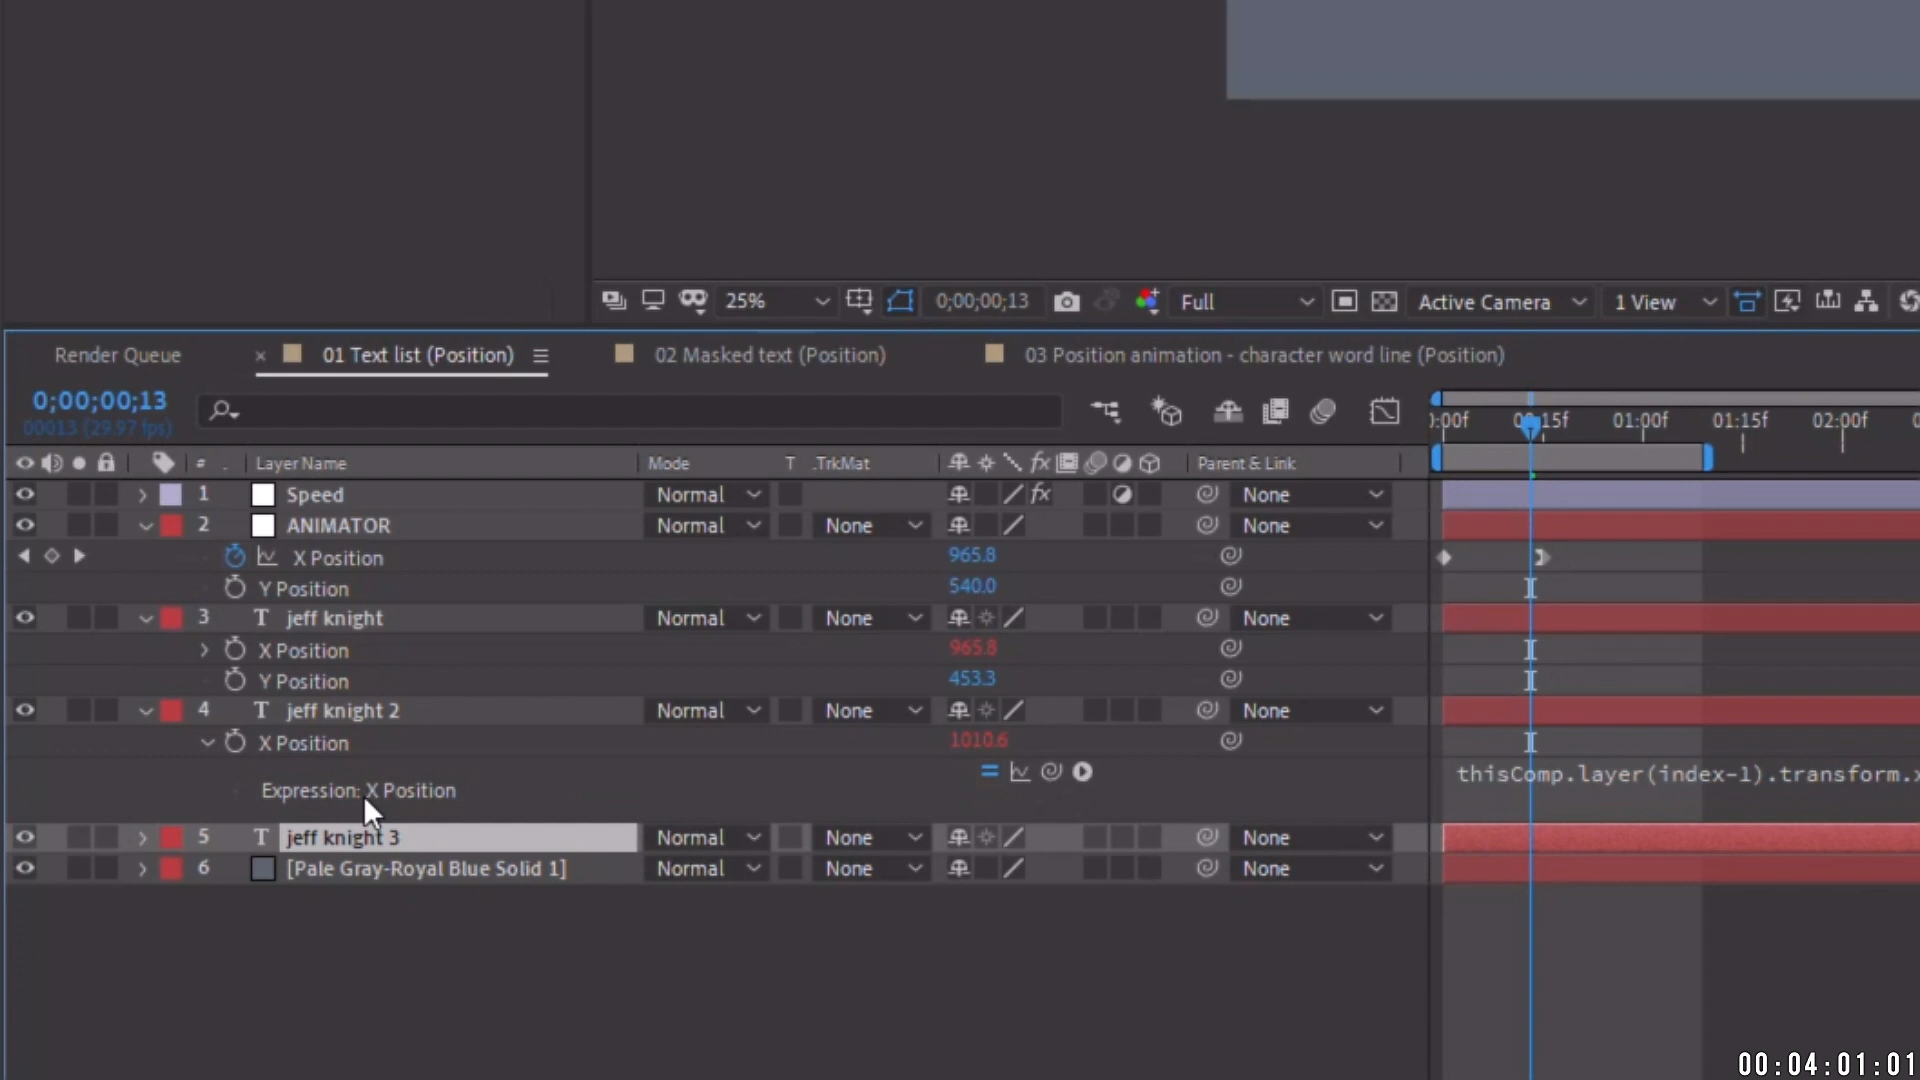 25%
0;00;00;13
Full
Active Camera
1 View
Render Queue
× 01 Text list (Position)
02 Masked text (Position)
03 Position animation - character word line (Position)
0;00;00;13
00013 (29.97 fps)
):00f 00:15f 01:00f 01:15f 02:00f
# . Layer Name Mode T .TrkMat fx Parent & Link
1 Speed Normal fx None
2 ANIMATOR Normal None None
X Position 965.8
Y Position 540.0
3 T jeff knight Normal None None
X Position 965.8
Y Position 453.3
4 T jeff knight 2 Normal None None
X Position 1010.6
thisComp.layer(index-1).transform.x
Expression: X Position
5 T jeff knight 3 Normal None None
6 [Pale Gray-Royal Blue Solid 1] Normal None None
00:04:01:01